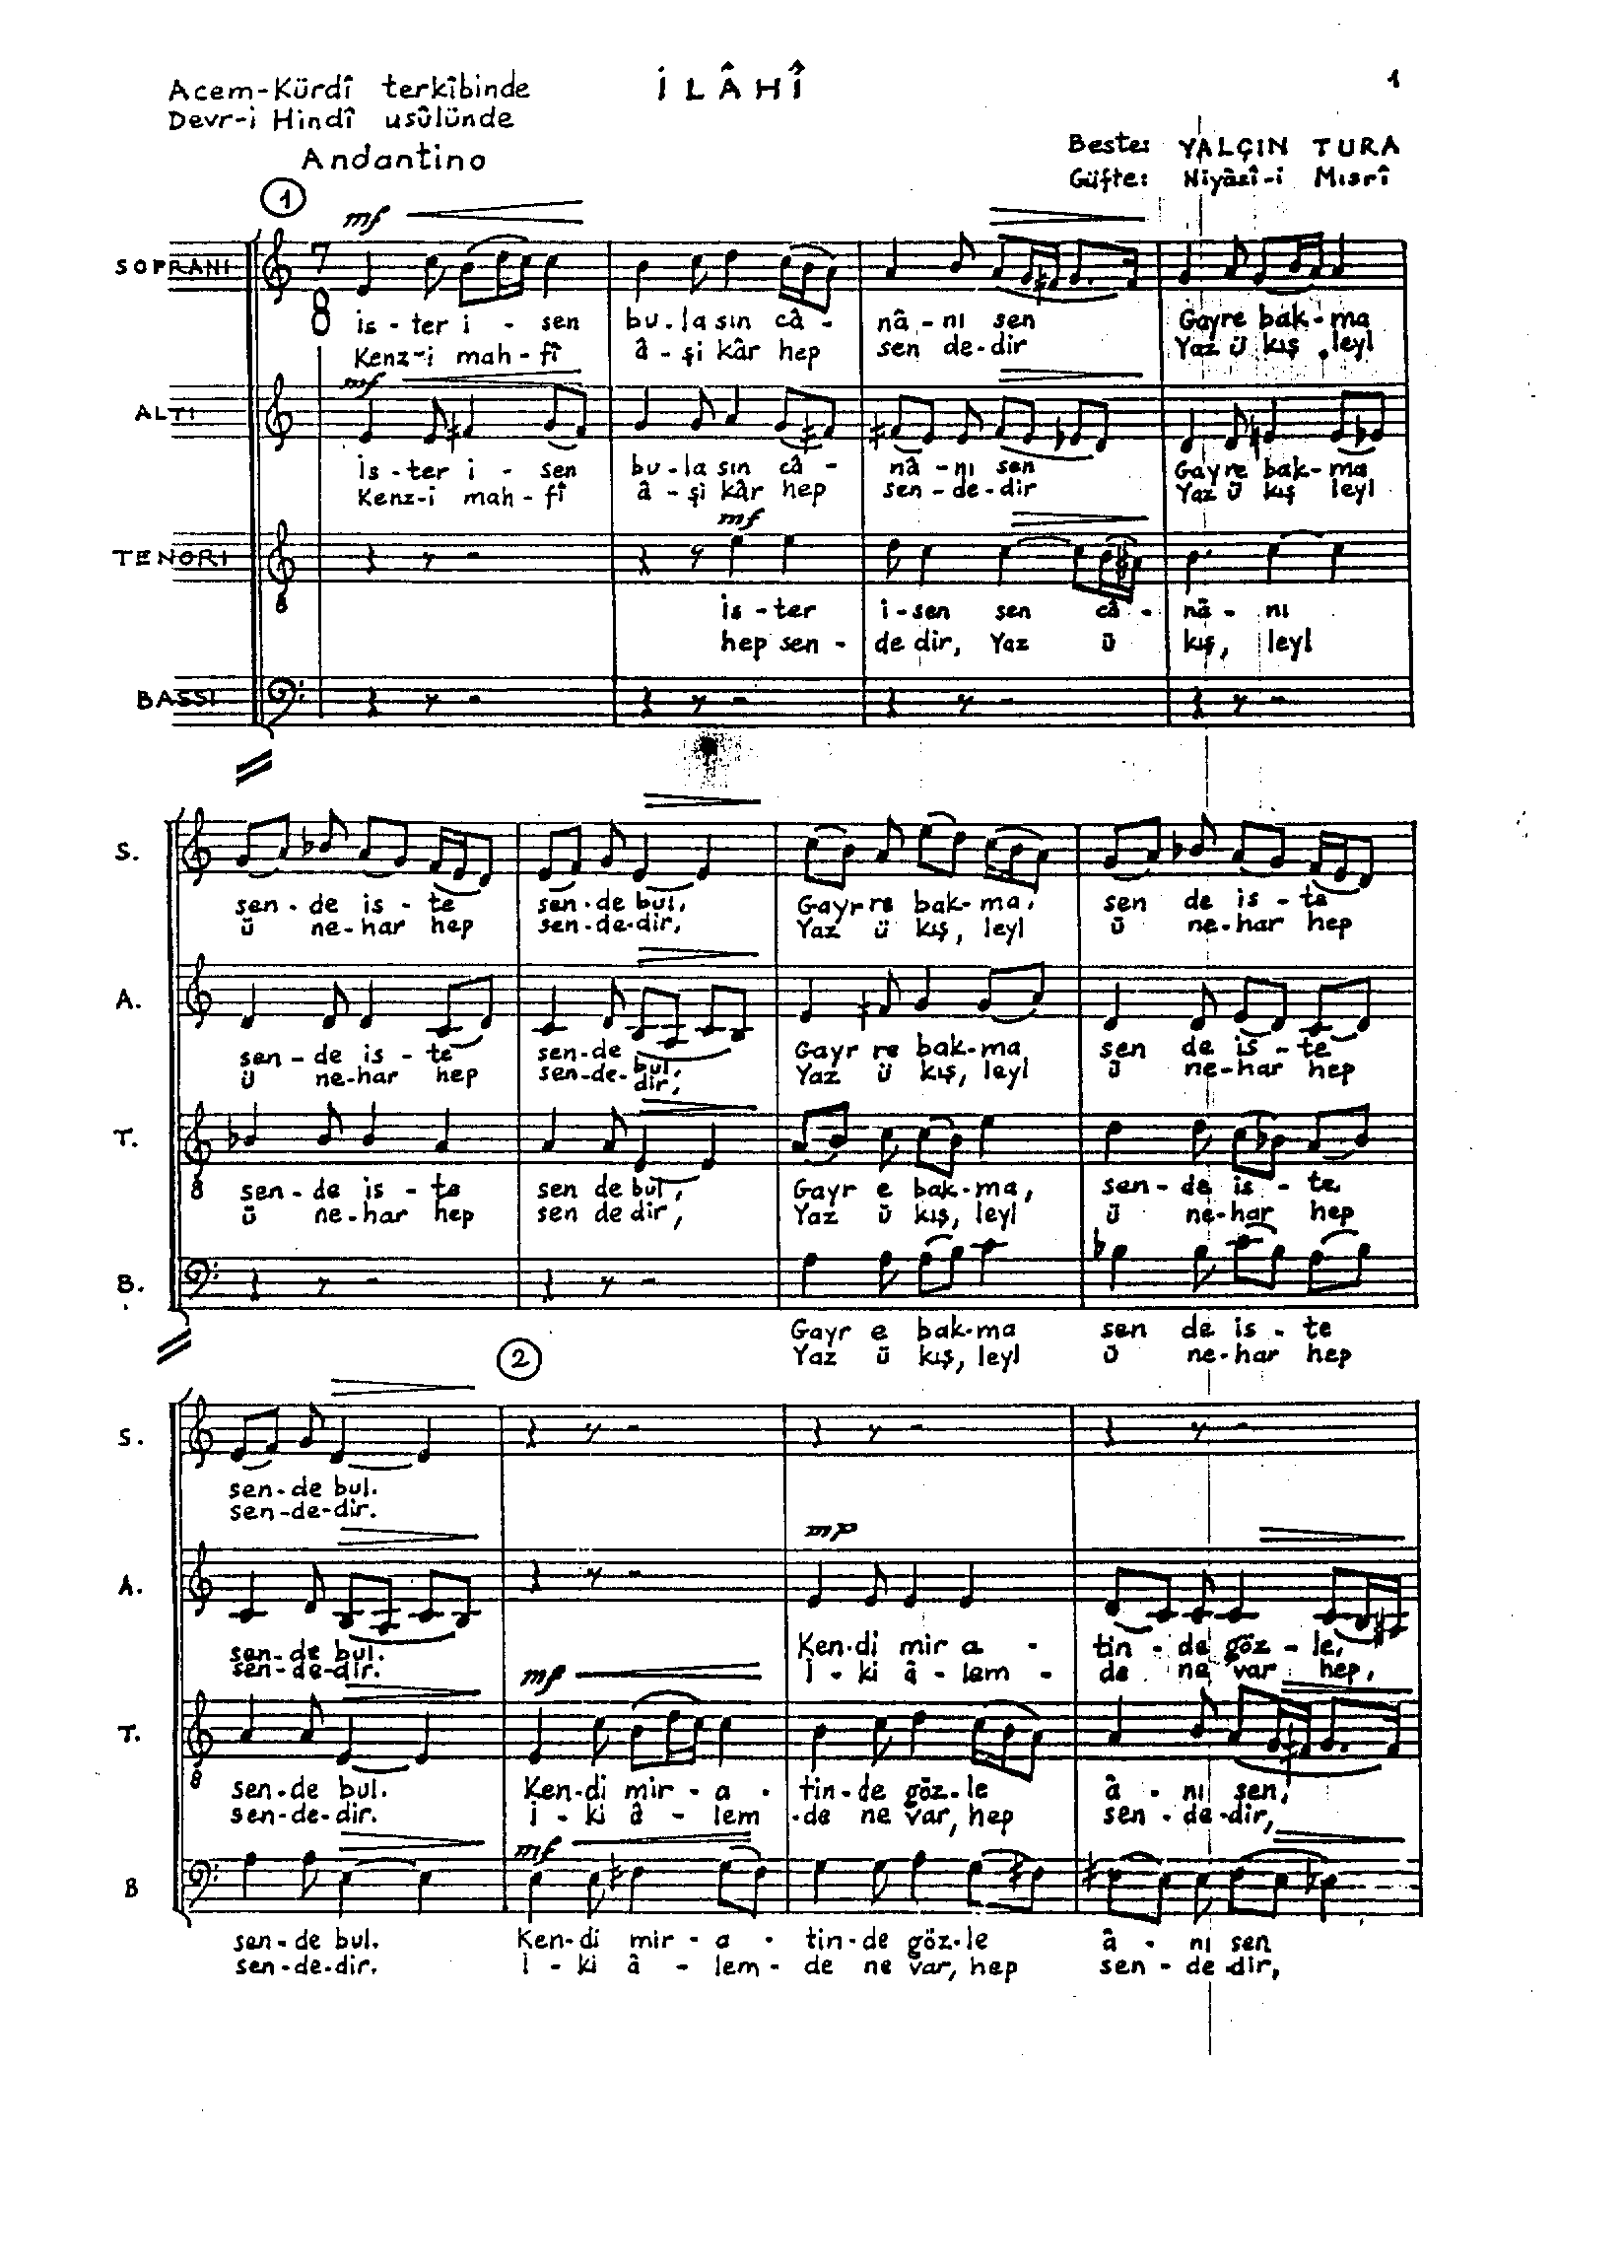 Acem-Kürdî terkîbinde
İLÂHÎ
1
Devr-i Hindî usûlünde
Beste: YALÇIN TURA
Andantino
Güfte: Niyâzî-i Mısrî
1
mf
SOPRANI
7
8
is - ter i - sen bu - la sın câ - nâ - nı sen Gayre bak - ma
Kenz-i mah - fî â - şi kâr hep sen de - dir Yaz ü kış leyl
mf
ALTI
is - ter i - sen bu - la sın câ - nâ - nı sen Gayre bak - ma
Kenz-i mah - fî â - şi kâr hep sen - de - dir Yaz ü kış leyl
mf
TENORI
8
is - ter i - sen sen câ - nâ - nı
hep sen - de dir, Yaz ü kış, leyl
BASSI
S.
sen - de is - te sen - de bul, Gayr re bak - ma, sen de is - te
ü ne - har hep sen - de - dir, Yaz ü kış, leyl ü ne - har hep
A.
sen - de is - te sen - de bul, Gayr re bak - ma sen de is - te
ü ne - har hep sen - de - dir, Yaz ü kış, leyl ü ne - har hep
T.
8
sen - de is - te sen de bul, Gayr e bak - ma, sen - de is - te
ü ne - har hep sen de dir, Yaz ü kış, leyl ü ne - har hep
B.
Gayr e bak - ma sen de is - te
Yaz ü kış, leyl ü ne - har hep
2
S.
sen - de bul.
sen - de - dir.
mp
A.
sen - de bul. Ken - di mir a - tin - de göz - le,
sen - de - dir. i - ki â - lem - de ne var hep,
mf
T.
8
sen - de bul. Ken - di mir - a - tin - de göz - le â - nı sen,
sen - de - dir. i - ki â - lem - de ne var, hep sen - de - dir,
mf
B
sen - de bul. Ken - di mir - a - tin - de göz - le â - nı sen
sen - de - dir. i - ki â - lem - de ne var, hep sen - de - dir,